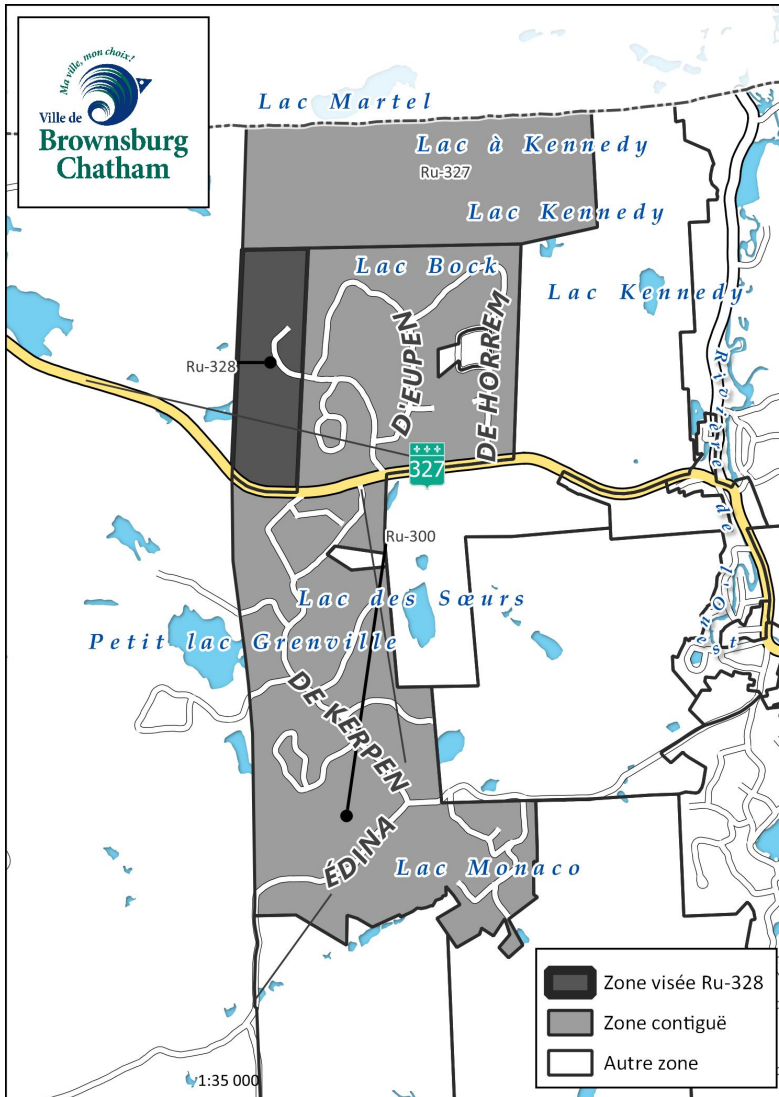 Ma ville, mon choix!
Ville de
Brownsburg
Chatham
Lac Martel
Lac à Kennedy
Ru-327
Lac Kennedy
Lac Bock
Lac Kennedy
D'EUPEN
DE HORREM
Rivière de l'Ouest
Ru-328
327
Ru-300
Lac des Sœurs
Petit lac Grenville
DE KERPEN
ÉDINA
Lac Monaco
Zone visée Ru-328
Zone contiguë
Autre zone
1:35 000